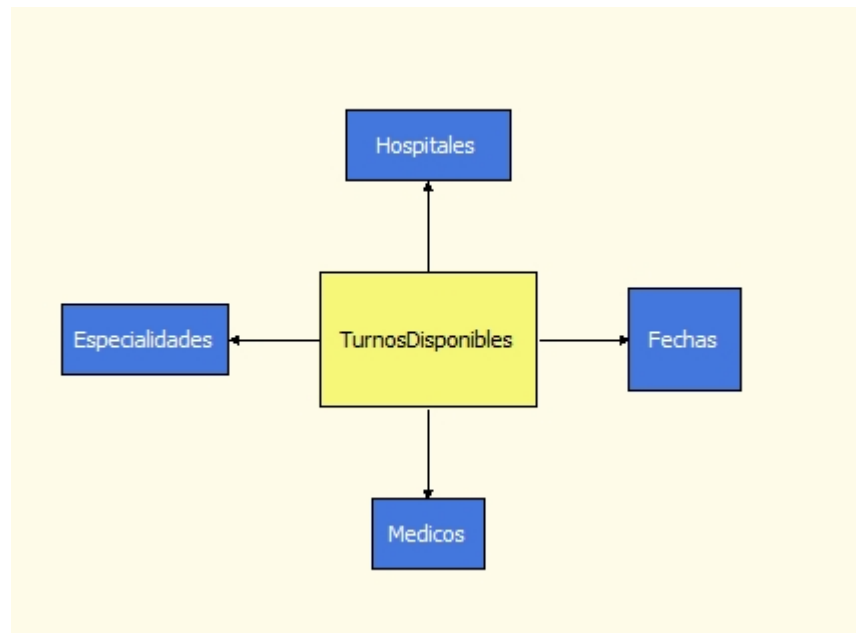 Hospitales
Especialidades
TurnosDisponibles
Fechas
Medicos